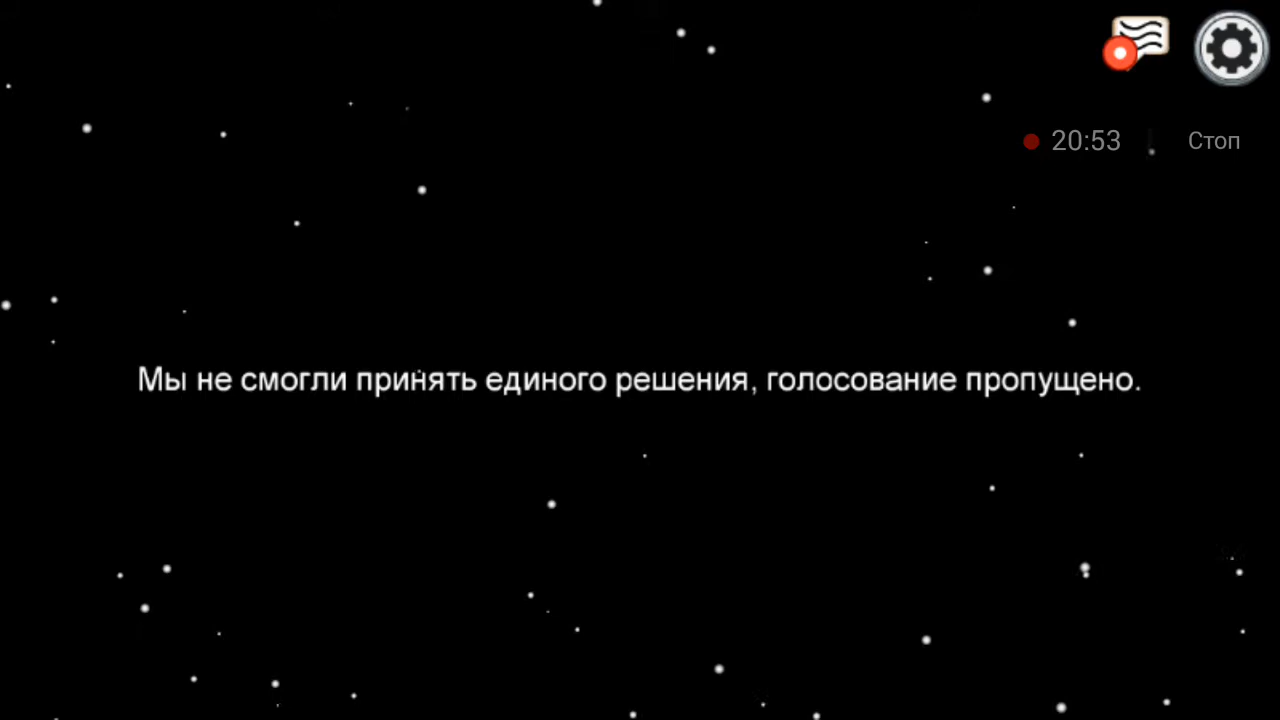 20:53 Стоп
Мы не смогли принять единого решения, голосование пропущено.